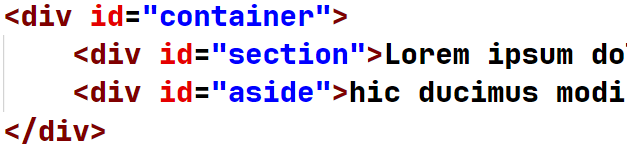 <div id="container">
<div id="section">Lorem ipsum do
<div id="aside">hic ducimus modi
</div>